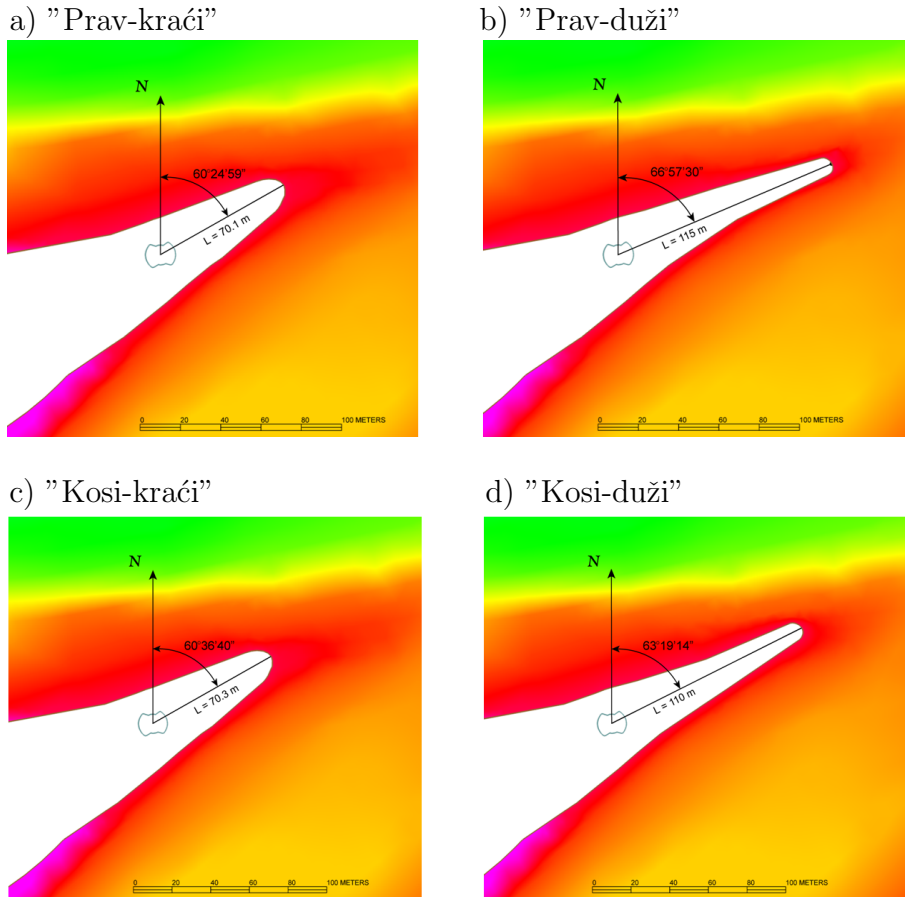 a) ”Prav-kraći”
N
60°24'59"
L = 70.1 m
0 20 40 60 80 100 METERS
b) ”Prav-duži”
N
66°57'30"
L = 115 m
0 20 40 60 80 100 METERS
c) ”Kosi-kraći”
N
60°36'40"
L = 70.3 m
0 20 40 60 80 100 METERS
d) ”Kosi-duži”
N
63°19'14"
L = 110 m
0 20 40 60 80 100 METERS